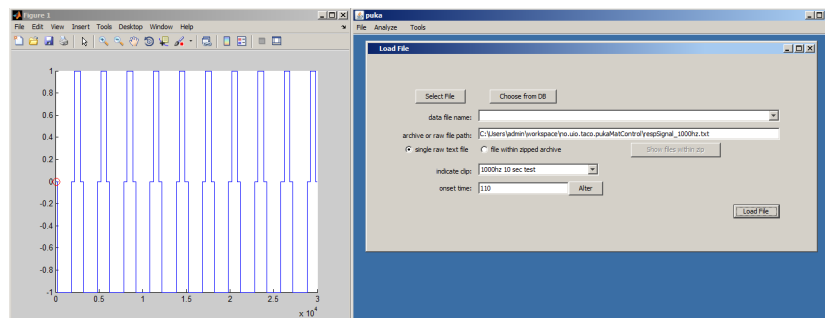 Figure 1
File Edit View Insert Tools Desktop Window Help
1
0.8
0.6
0.4
0.2
0
-0.2
-0.4
-0.6
-0.8
-1
0 0.5 1 1.5 2 2.5 3
x 10^4
puka
File Analyze Tools
Load File
Select File Choose from DB
data file name:
archive or raw file path: C:\Users\admin\workspace\no.uio.taco.pukaMatControl\respSignal_1000hz.txt
single raw text file file within zipped archive Show files within zip
indicate clip: 1000hz 10 sec test
onset time: 110 Alter
Load File